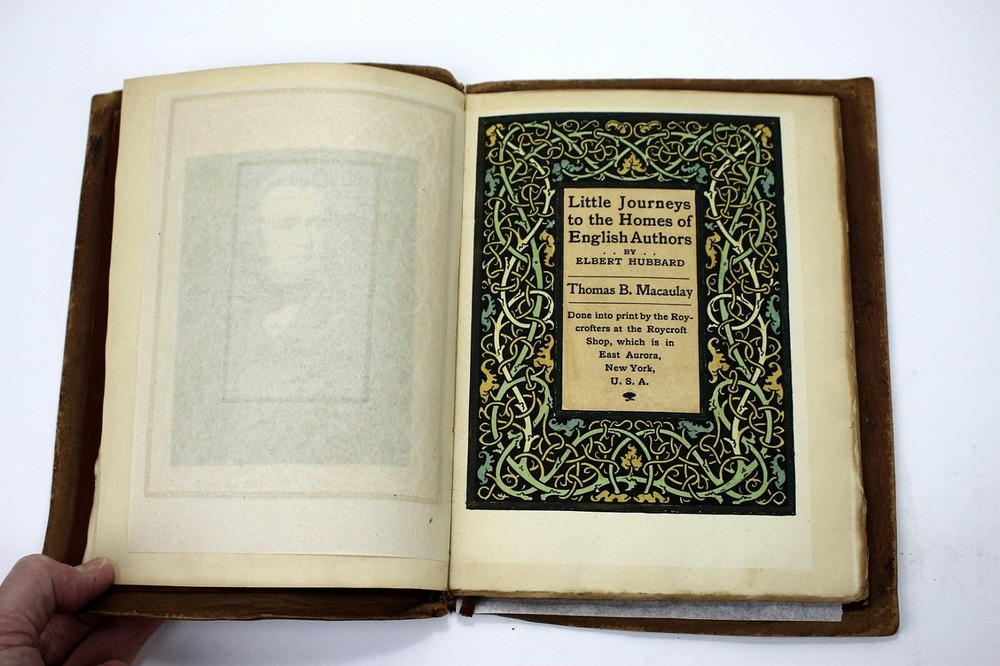 Little Journeys
to the Homes of
English Authors
. . BY . .
ELBERT HUBBARD
Thomas B. Macaulay
Done into print by the Roy-
crofters at the Roycroft
Shop, which is in
East Aurora,
New York,
U. S. A.